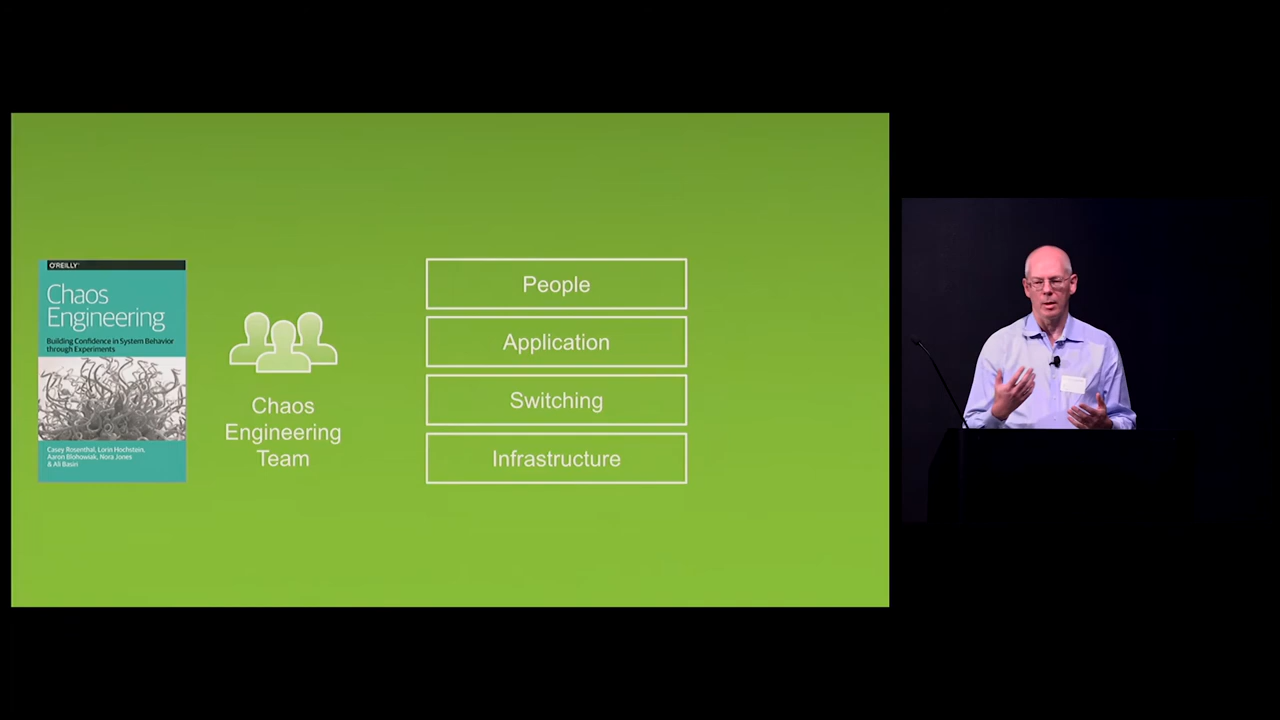 O'REILLY
Chaos
Engineering
Building Confidence in System Behavior
through Experiments
Casey Rosenthal, Lorin Hochstein,
Aaron Blohowiak, Nora Jones
& Ali Basiri
Chaos
Engineering
Team
People
Application
Switching
Infrastructure